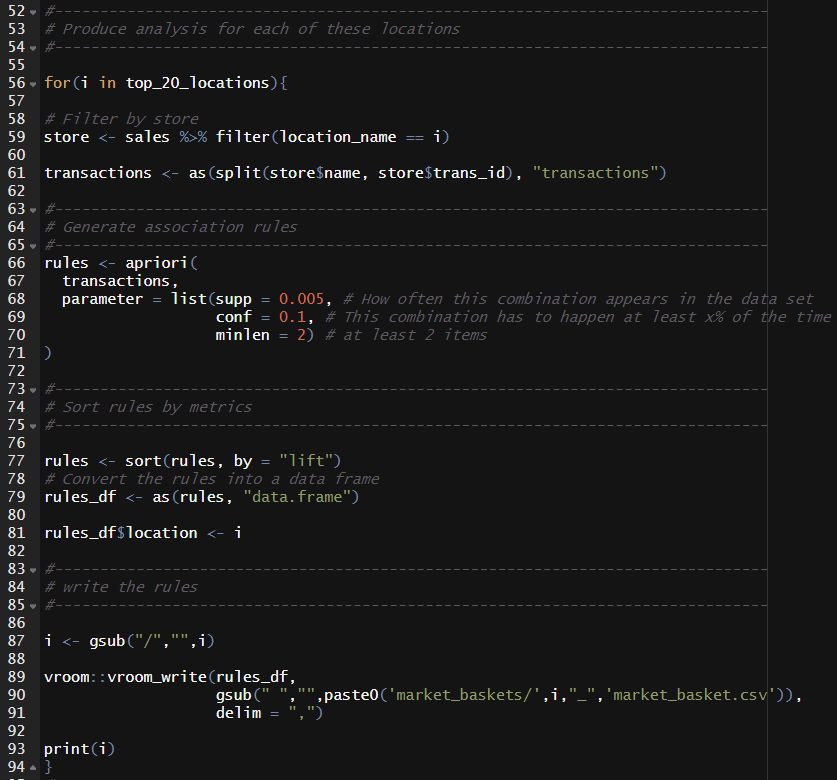 52 #-------------------------------------------------------------------------------
53 # Produce analysis for each of these locations
54 #-------------------------------------------------------------------------------
55
56 for(i in top_20_locations){
57
58 # Filter by store
59 store <- sales %>% filter(location_name == i)
60
61 transactions <- as(split(store$name, store$trans_id), "transactions")
62
63 #-------------------------------------------------------------------------------
64 # Generate association rules
65 #-------------------------------------------------------------------------------
66 rules <- apriori(
67   transactions,
68   parameter = list(supp = 0.005, # How often this combination appears in the data set
69                    conf = 0.1, # This combination has to happen at least x% of the time
70                    minlen = 2) # at least 2 items
71 )
72
73 #-------------------------------------------------------------------------------
74 # Sort rules by metrics
75 #-------------------------------------------------------------------------------
76
77 rules <- sort(rules, by = "lift")
78 # Convert the rules into a data frame
79 rules_df <- as(rules, "data.frame")
80
81 rules_df$location <- i
82
83 #-------------------------------------------------------------------------------
84 # write the rules
85 #-------------------------------------------------------------------------------
86
87 i <- gsub("/","",i)
88
89 vroom::vroom_write(rules_df,
90                    gsub(" ","",paste0('market_baskets/',i,"_",'market_basket.csv')),
91                    delim = ",")
92
93 print(i)
94 }